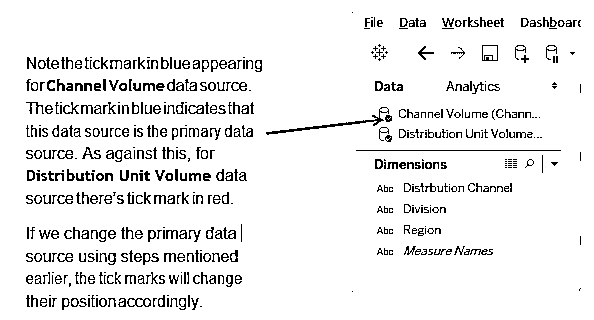 Note the tick mark in blue appearing
for Channel Volume data source.
The tick mark in blue indicates that
this data source is the primary data
source. As against this, for
Distribution Unit Volume data
source there's tick mark in red.
If we change the primary data
source using steps mentioned
earlier, the tick marks will change
their position accordingly.
File Data Worksheet Dashboard
Data Analytics
Channel Volume (Chann...
Distribution Unit Volume...
Dimensions
Abc Distrbution Channel
Abc Division
Abc Region
Abc Measure Names